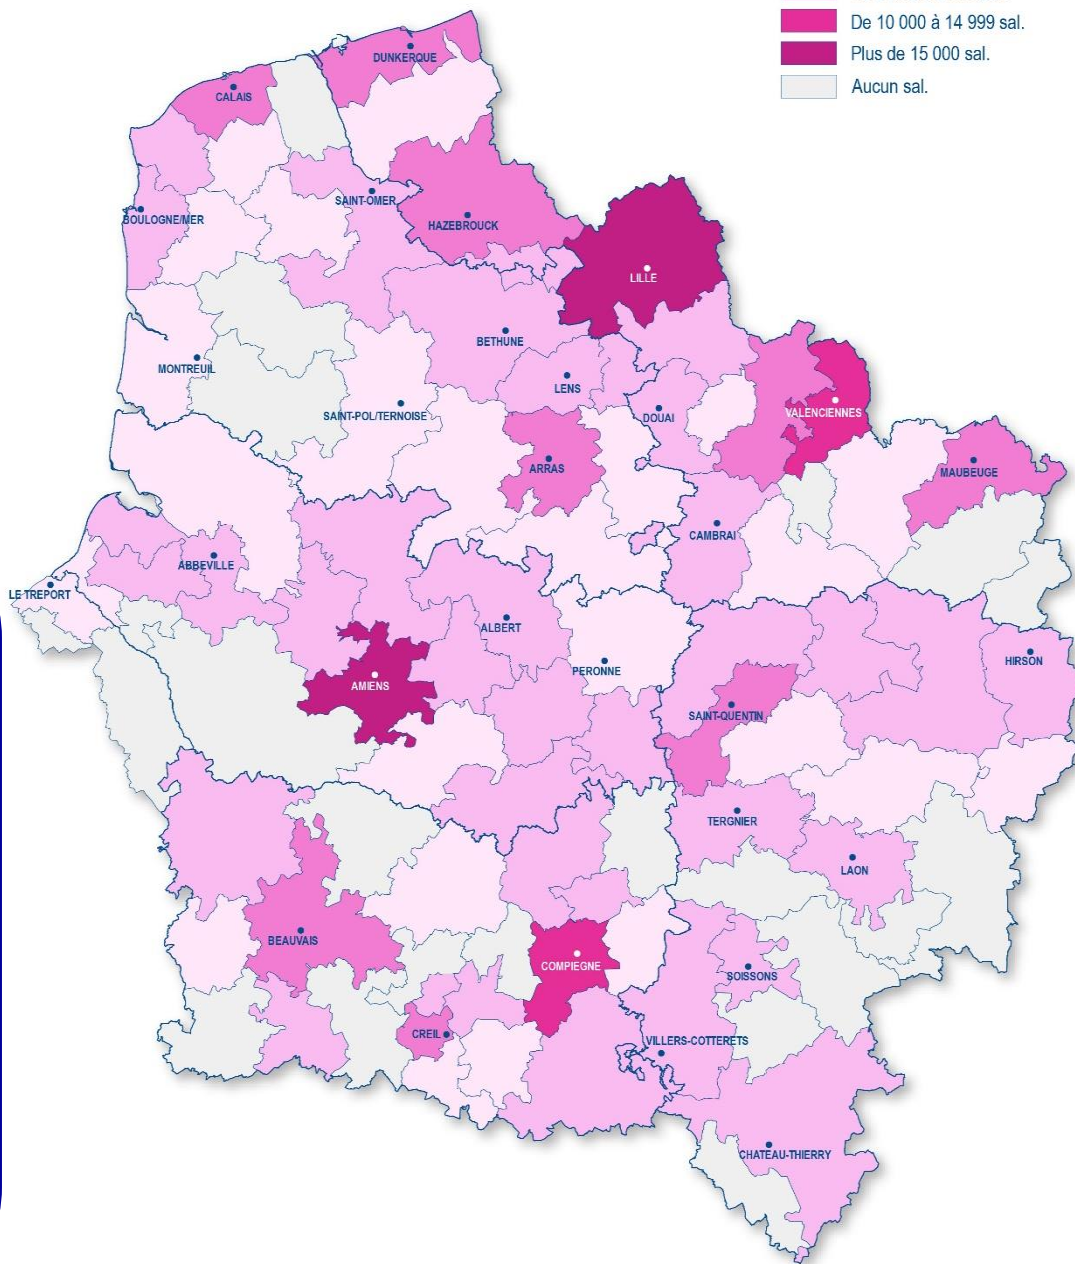 De 10 000 à 14 999 sal.
Plus de 15 000 sal.
Aucun sal.
DUNKERQUE
CALAIS
SAINT-OMER
BOULOGNE/MER
HAZEBROUCK
LILLE
BETHUNE
MONTREUIL
LENS
SAINT-POL/TERNOISE
DOUAI
VALENCIENNES
ARRAS
MAUBEUGE
CAMBRAI
ABBEVILLE
LE TREPORT
ALBERT
PERONNE
HIRSON
AMIENS
SAINT-QUENTIN
TERGNIER
LAON
BEAUVAIS
COMPIEGNE
SOISSONS
CREIL
VILLERS-COTTERETS
CHATEAU-THIERRY